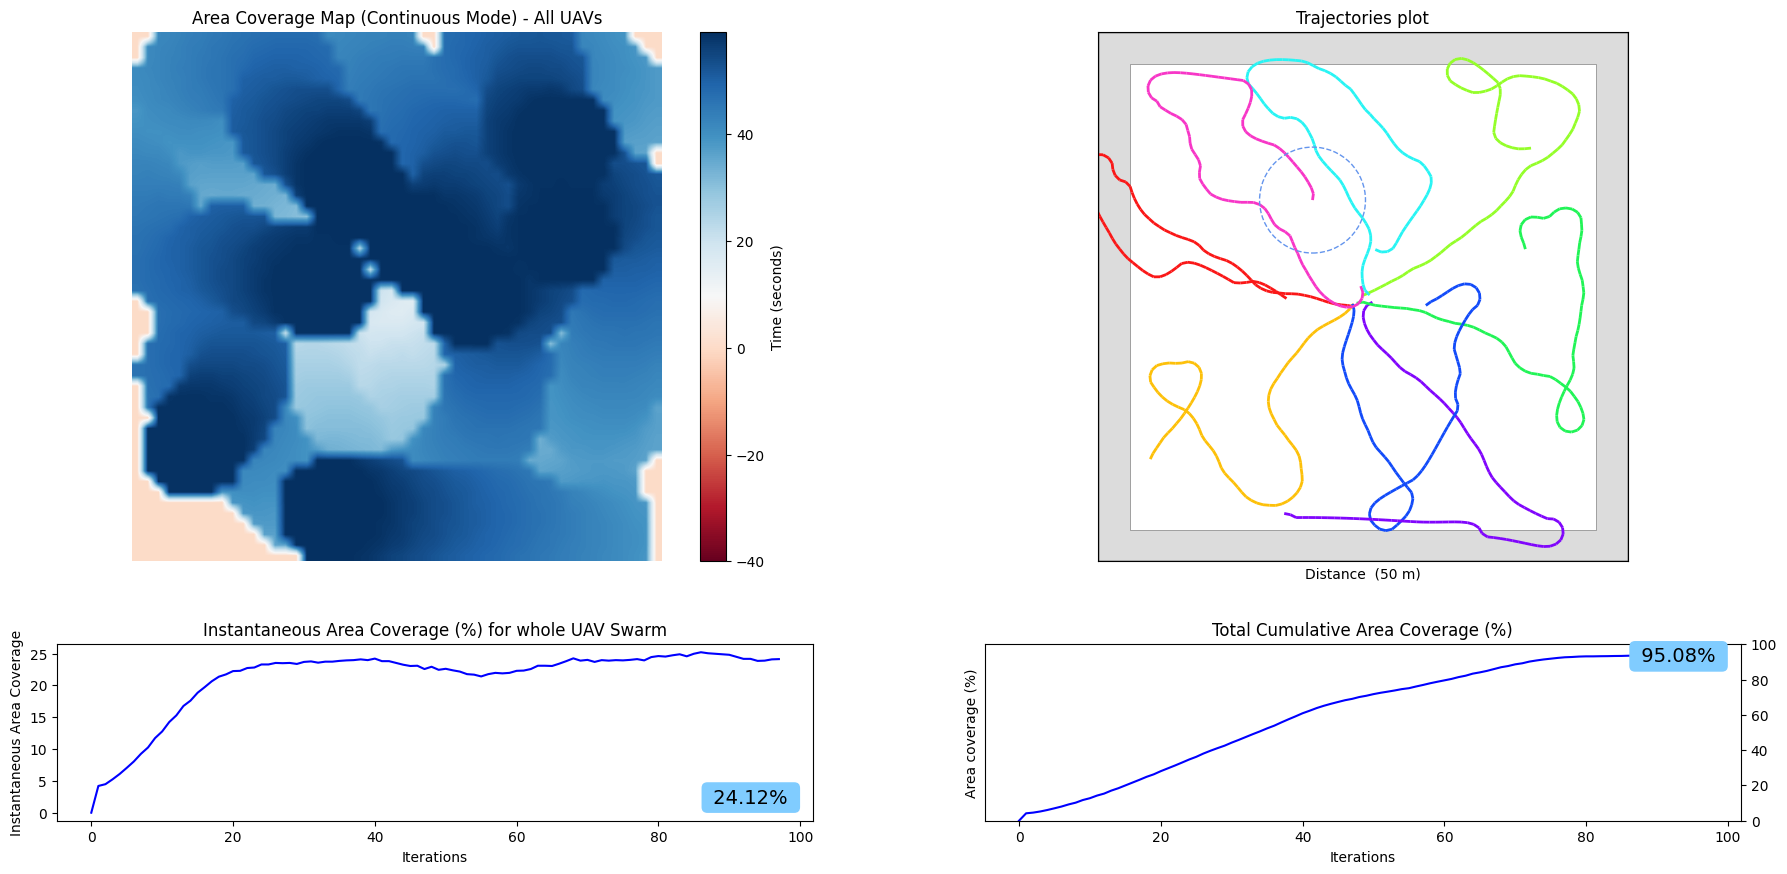 Area Coverage Map (Continuous Mode) - All UAVs
40
20
0
−20
−40
Time (seconds)
Trajectories plot
Distance  (50 m)
Instantaneous Area Coverage (%) for whole UAV Swarm
Instantaneous Area Coverage
25
20
15
10
5
0
24.12%
0 20 40 60 80 100
Iterations
Total Cumulative Area Coverage (%)
Area coverage (%)
95.08%
100
80
60
40
20
0
0 20 40 60 80 100
Iterations